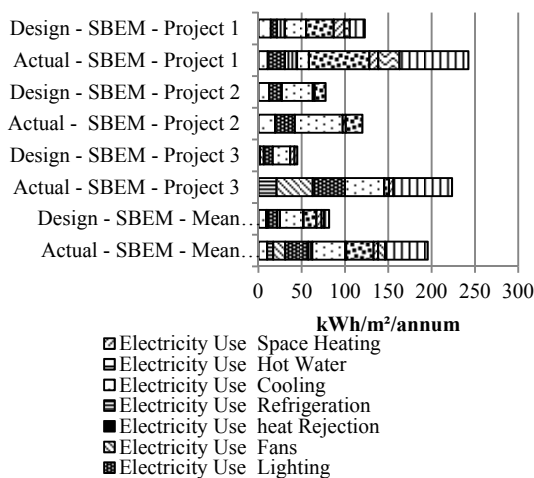 Design - SBEM - Project 1
Actual - SBEM - Project 1
Design - SBEM - Project 2
Actual - SBEM - Project 2
Design - SBEM - Project 3
Actual - SBEM - Project 3
Design - SBEM - Mean…
Actual - SBEM - Mean…
0 50 100 150 200 250 300
kWh/m²/annum
Electricity Use Space Heating
Electricity Use Hot Water
Electricity Use Cooling
Electricity Use Refrigeration
Electricity Use heat Rejection
Electricity Use Fans
Electricity Use Lighting